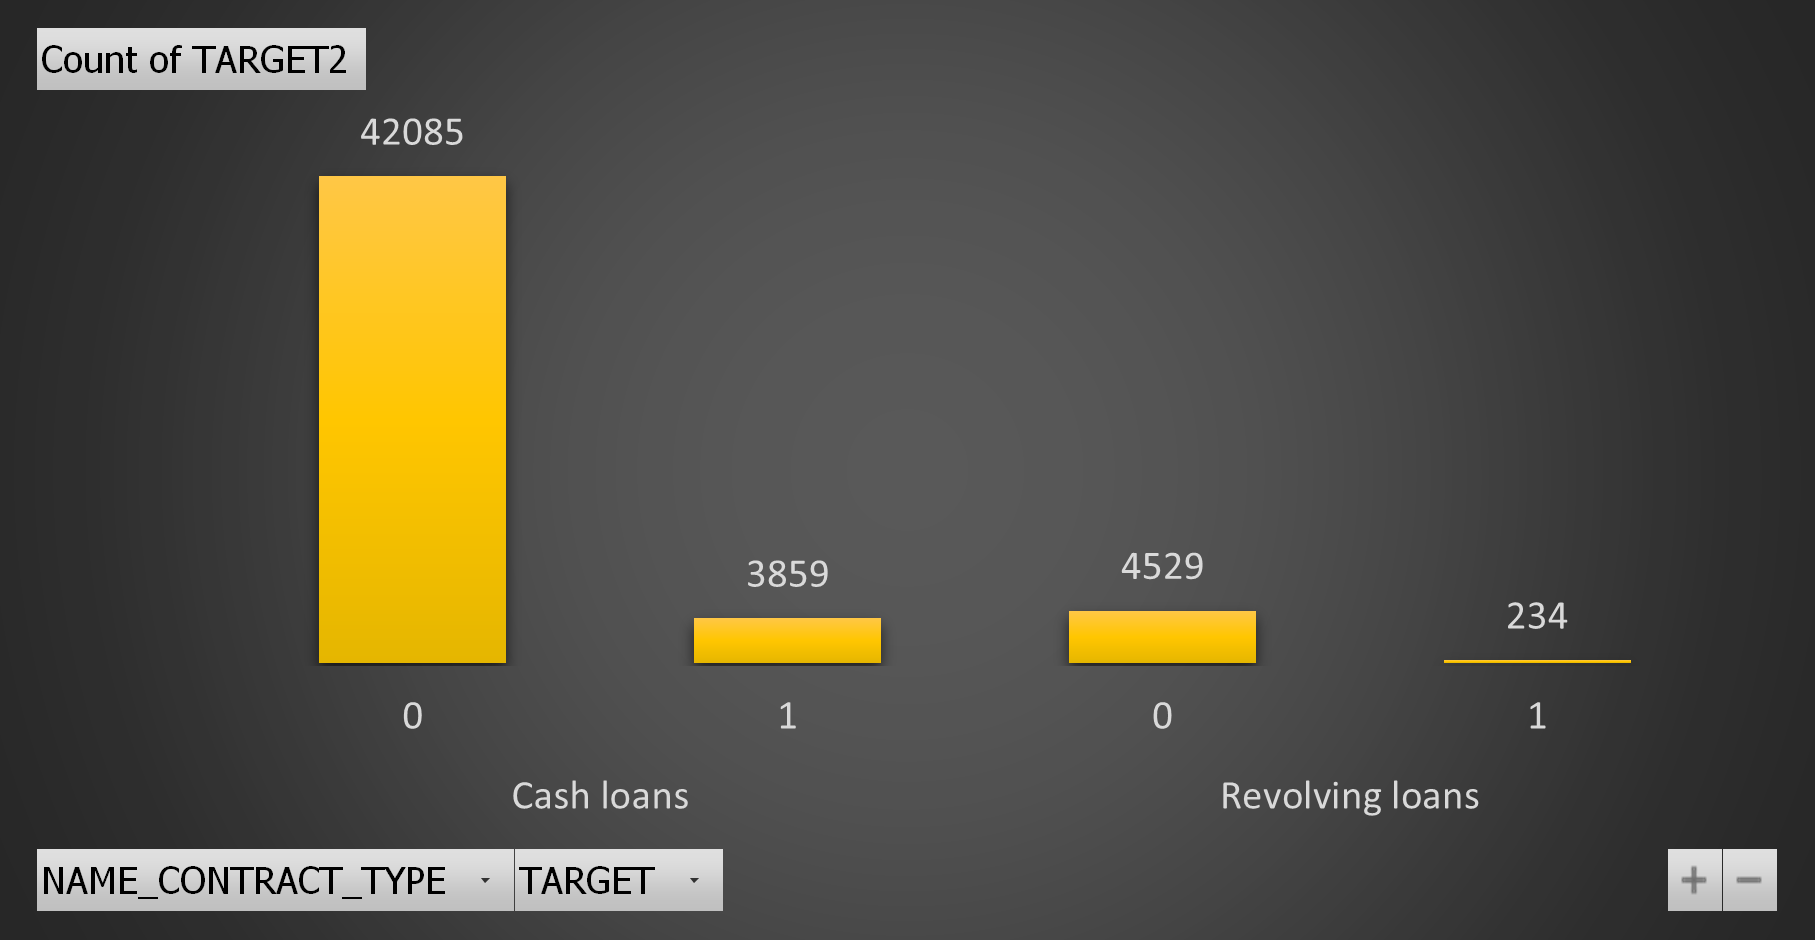 Count of TARGET2
42085
3859
4529
234
0
1
0
1
Cash loans
Revolving loans
NAME_CONTRACT_TYPE
TARGET